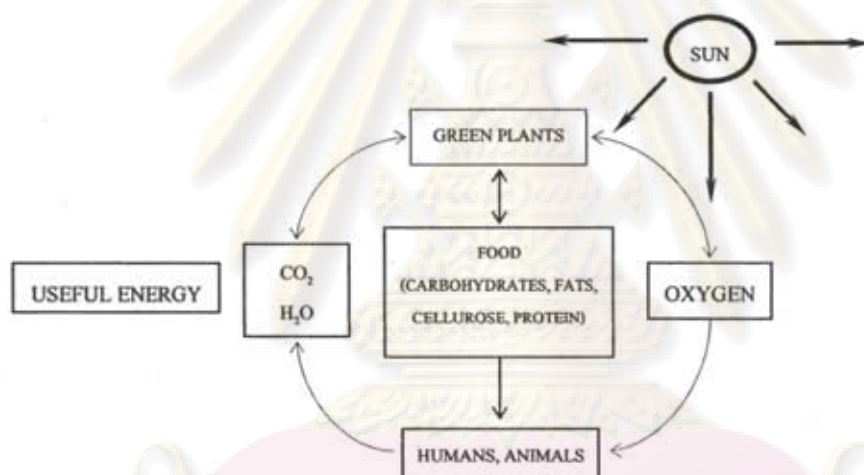 SUN
GREEN PLANTS
USEFUL ENERGY
CO₂
H₂O
FOOD
(CARBOHYDRATES, FATS,
CELLUROSE, PROTEIN)
OXYGEN
HUMANS, ANIMALS